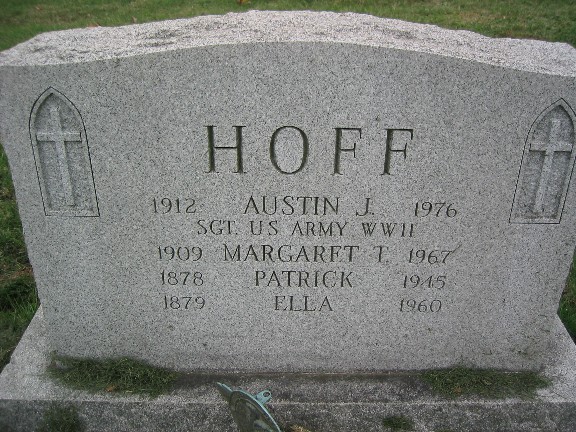 HOFF
1912 AUSTIN J. 1976
SGT. US ARMY WWII
1909 MARGARET T. 1967
1878 PATRICK 1945
1879 ELLA 1960